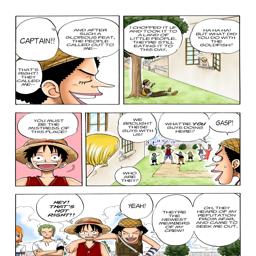 AND AFTER
SUCH A
GLORIOUS FEAT,
THE PEOPLE
CALLED OUT TO
ME--
CAPTAIN!!
THAT'S
RIGHT!
THEY
CALLED
ME--
I CHOPPED IT UP
AND TOOK IT TO
A LAND OF
LITTLE PEOPLE.
THEY'RE STILL
EATING IT TO
THIS DAY.
HA HA HA!
BUT WHAT DID
YOU DO WITH
THE
GOLDFISH?
YOU MUST
BE THE
MISTRESS OF
THIS PLACE!
WE
BROUGHT
THESE
GUYS WITH
US!
WHO ARE
THEY?
WHAT'RE YOU
GUYS DOING
HERE?!
GASP!
HEY!
THAT'S
NOT
RIGHT!!
YEAH!
THEY'RE
THE
NEWEST
MEMBERS
OF MY
CREW!
OH, THEY
HEARD OF MY
REPUTATION
FROM AFAR,
AND CAME TO
SEEK ME OUT.